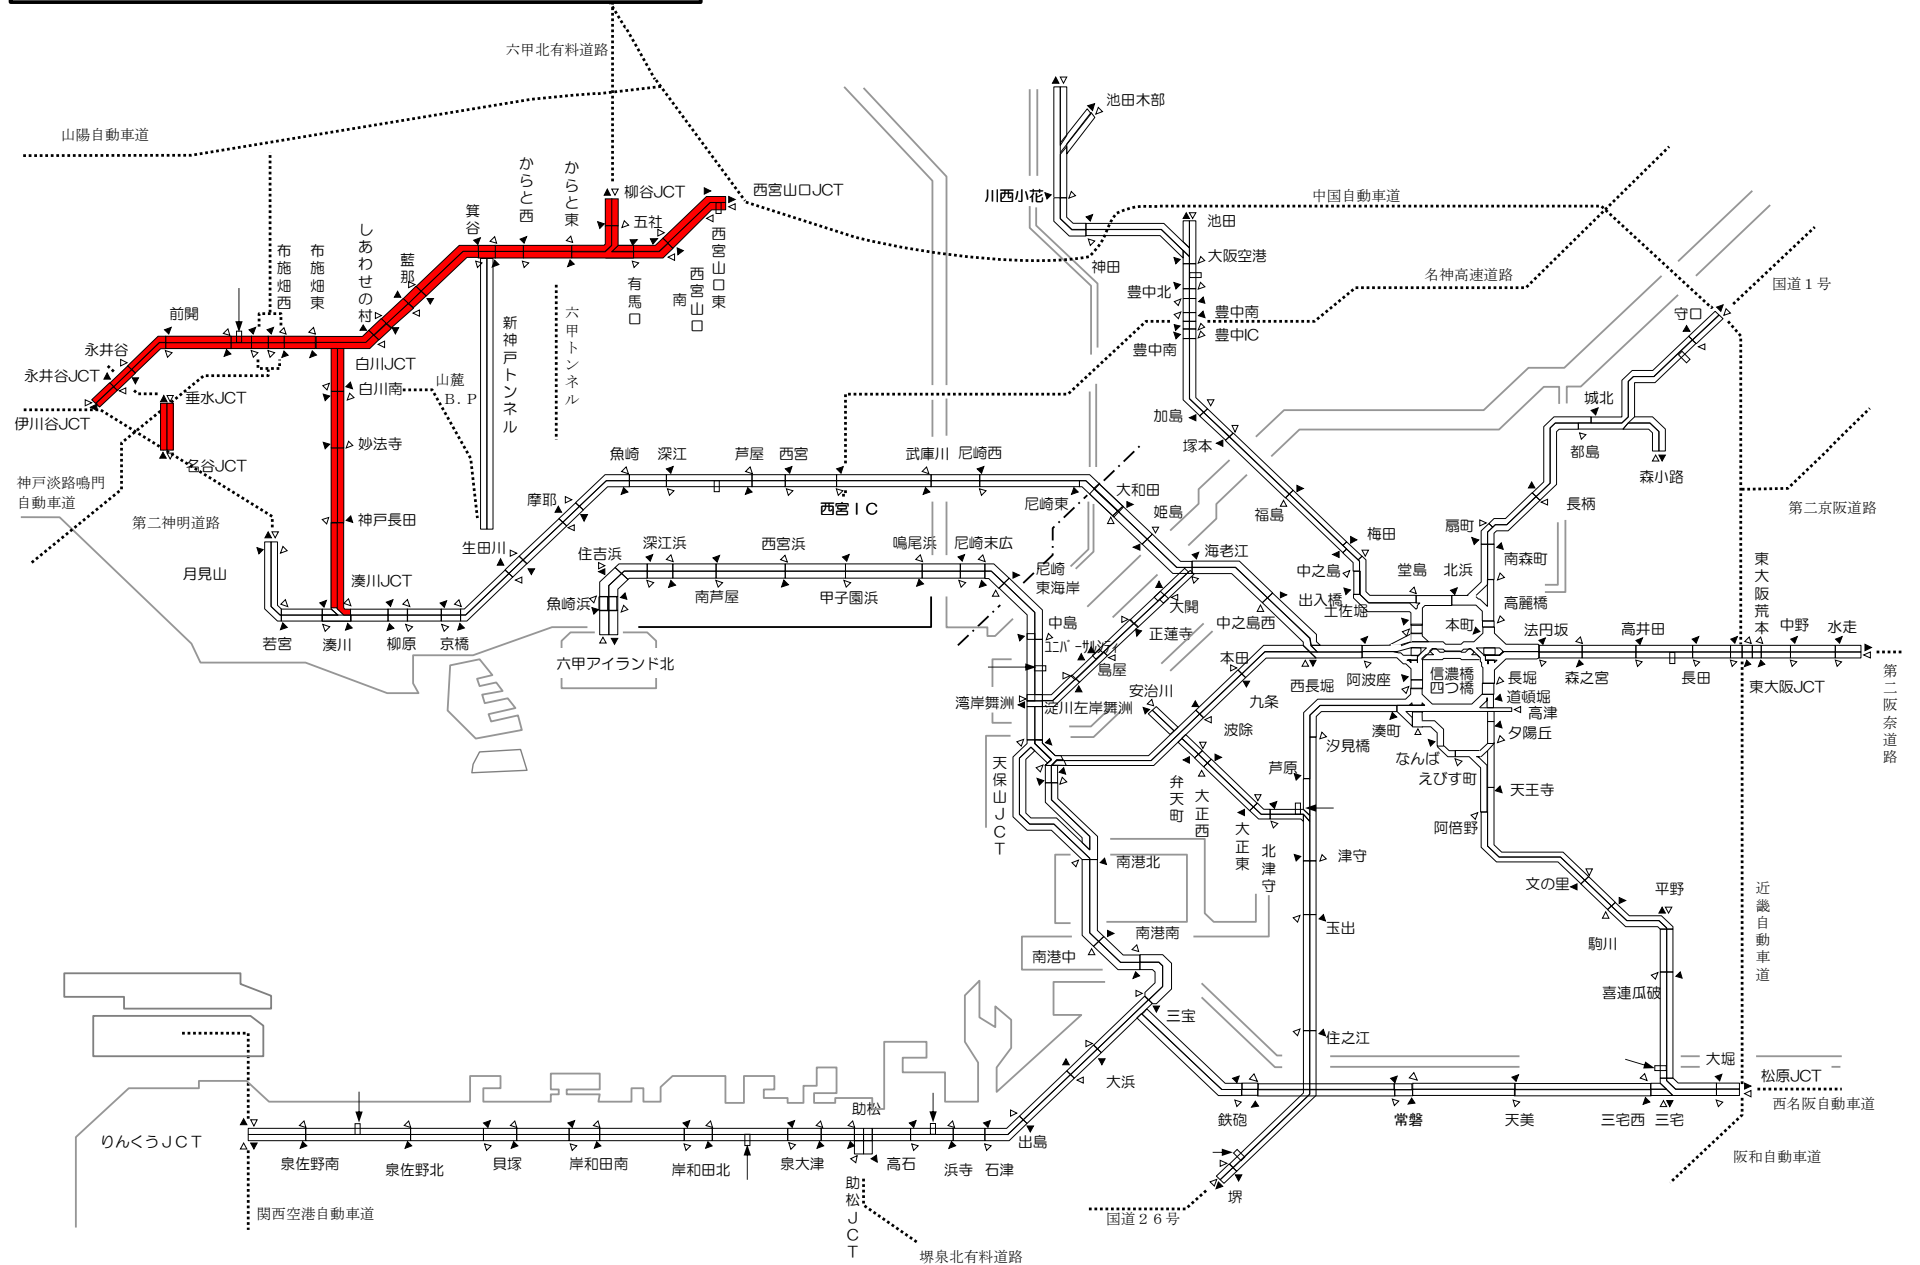 六甲北有料道路
山陽自動車道
からと西
からと東
柳谷JCT
西宮山口JCT
五社
箕谷
しあわせの村
藍那
布施畑西
布施畑東
前開
有馬口
西宮山口南
西宮山口東
永井谷
永井谷JCT
伊川谷JCT
垂水JCT
名谷JCT
白川JCT
白川南
山麓
B.P
新神戸トンネル
六甲トンネル
妙法寺
神戸長田
神戸淡路鳴門
自動車道
第二神明道路
月見山
湊川JCT
若宮
湊川
柳原
京橋
生田川
摩耶
魚崎
深江
芦屋
西宮
西宮IC
武庫川
尼崎西
尼崎東
大和田
姫島
海老江
住吉浜
魚崎浜
六甲アイランド北
深江浜
南芦屋
西宮浜
甲子園浜
鳴尾浜
尼崎末広
尼崎
東海岸
中島
ユニバーサルシティ
大開
正蓮寺
島屋
湾岸舞洲
淀川左岸舞洲
安治川
天保山JCT
池田木部
川西小花
神田
池田
大阪空港
豊中北
豊中南
豊中IC
豊中南
中国自動車道
名神高速道路
国道1号
守口
加島
塚本
福島
梅田
中之島
出入橋
土佐堀
堂島
北浜
本町
扇町
南森町
高麗橋
長柄
城北
都島
森小路
第二京阪道路
中之島西
本田
九条
波除
西長堀
阿波座
信濃橋
四つ橋
法円坂
森之宮
高井田
長田
東大阪荒本
中野
水走
東大阪JCT
第二阪奈道路
長堀
道頓堀
高津
夕陽丘
湊町
なんば
えびす町
天王寺
阿倍野
汐見橋
芦原
弁天町
大正西
大正東
北津守
津守
玉出
住之江
南港北
南港南
南港中
三宝
大浜
出島
文の里
駒川
平野
喜連瓜破
近畿自動車道
大堀
松原JCT
西名阪自動車道
阪和自動車道
鉄砲
常磐
天美
三宅西
三宅
堺
国道26号
りんくうJCT
泉佐野南
泉佐野北
貝塚
岸和田南
岸和田北
泉大津
助松
高石
浜寺
石津
助松JCT
関西空港自動車道
堺泉北有料道路